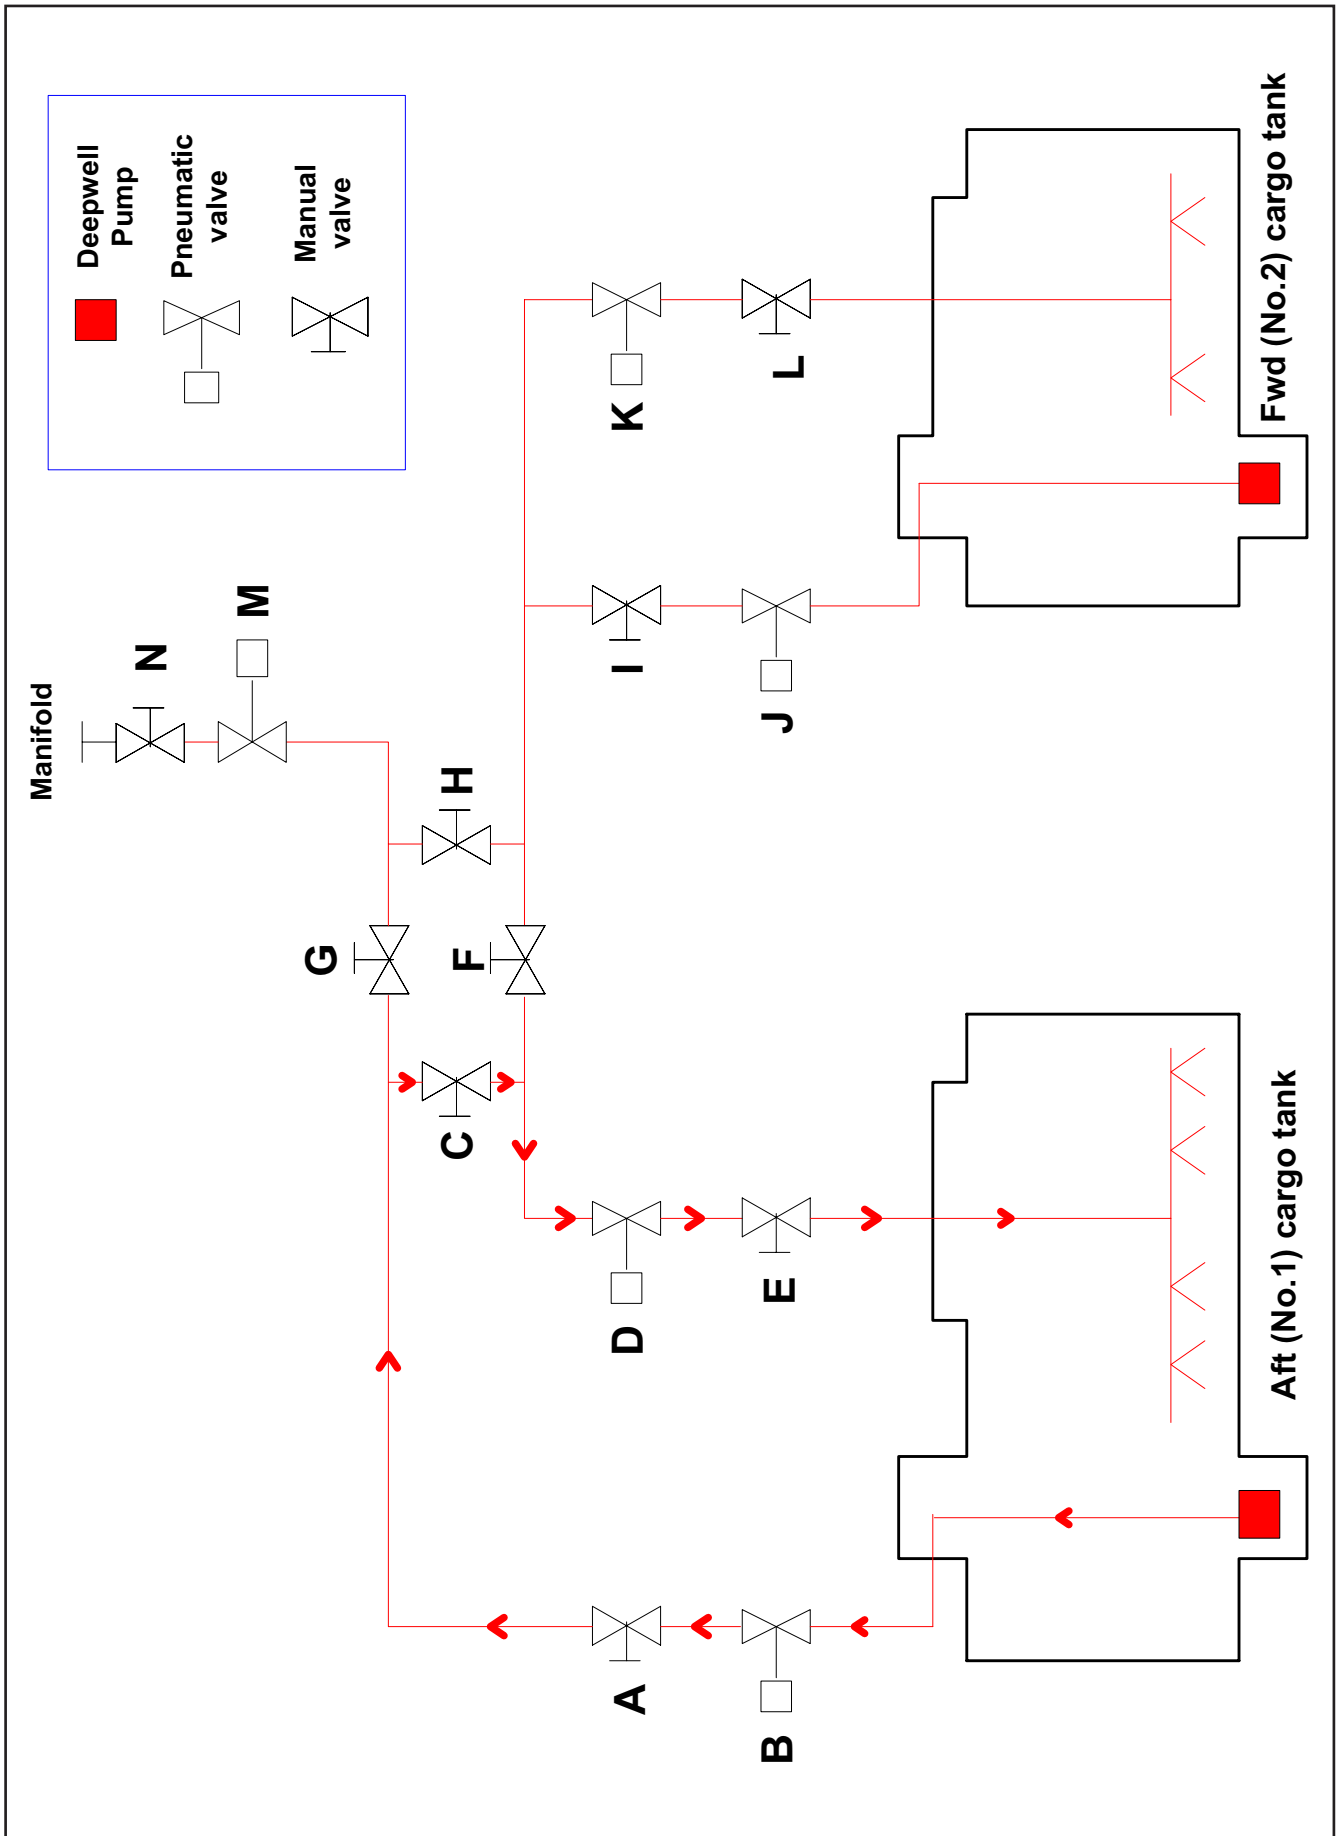 Deepwell
Pump
Pneumatic
valve
Manual
valve
Manifold
N
M
H
G
F
C
K
L
I
J
D
E
A
B
Fwd (No.2) cargo tank
Aft (No.1) cargo tank